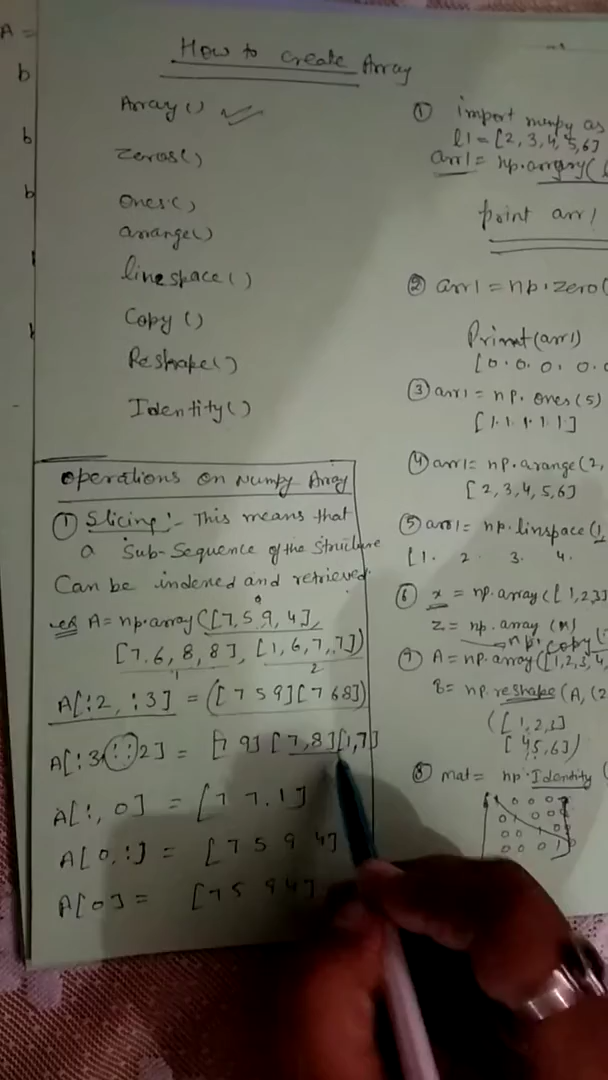 A =
b
b
b
How to create Array
Array()
Zeros()
Ones()
arrange()
linespace()
Copy ()
Reshape()
Identity()
① import numpy as
l1 = [2, 3, 4, 5, 6]
arr1 = np.array(
print arr1
② arr1 = np.zero(
Print(arr1)
[0. 0. 0. 0.
③ arr1 = np. ones(5)
[1. 1. 1. 1. 1]
④ arr1 = np.arange(2,
[2, 3, 4, 5, 6]
⑤ arr1 = np.linspace(1,
[1. 2. 3. 4.
⑥ x = np.array([1,2,3]
z = np.array (x)
np.copy(
A = np.array([1,2,3,4,
B = np.reshape(A, (2
([1,2,3]
[4,5,6])
⑧ mat = np.Identity(
Operations on Numpy Array
① Slicing :- This means that
a Sub-Sequence of the Structure
Can be indexed and retrieved.
ex A = np.array([7,5,9,4],
0
[7.6, 8, 8], [1,6,7,7])
1 2
A[:2, :3] = ([7 5 9][7 6 8])
A[:3, ::2] = [7 9] [7,8][1,7]
A[:, 0] = [7 7. 1]
A[0,:] = [7 5 9 4]
A[0] = [7 5 9 4]